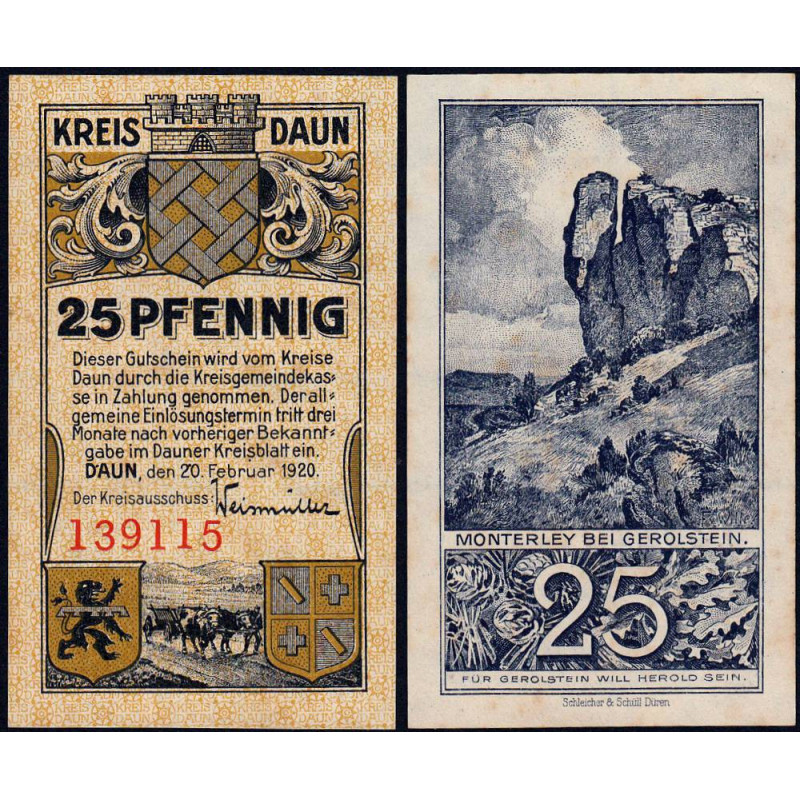 KREIS DAUN
25 PFENNIG
Dieser Gutschein wird vom Kreise
Daun durch die Kreisgemeindekas=
se in Zahlung genommen. Der all=
gemeine Einlösungstermin tritt drei
Monate nach vorheriger Bekannt=
gabe im Dauner Kreisblatt ein.
DAUN, den 20. Februar 1920.
Der Kreisausschuss: Weismüller
139115
MONTERLEY BEI GEROLSTEIN.
25
FÜR GEROLSTEIN WILL HEROLD SEIN.
Schleicher & Schüll Düren